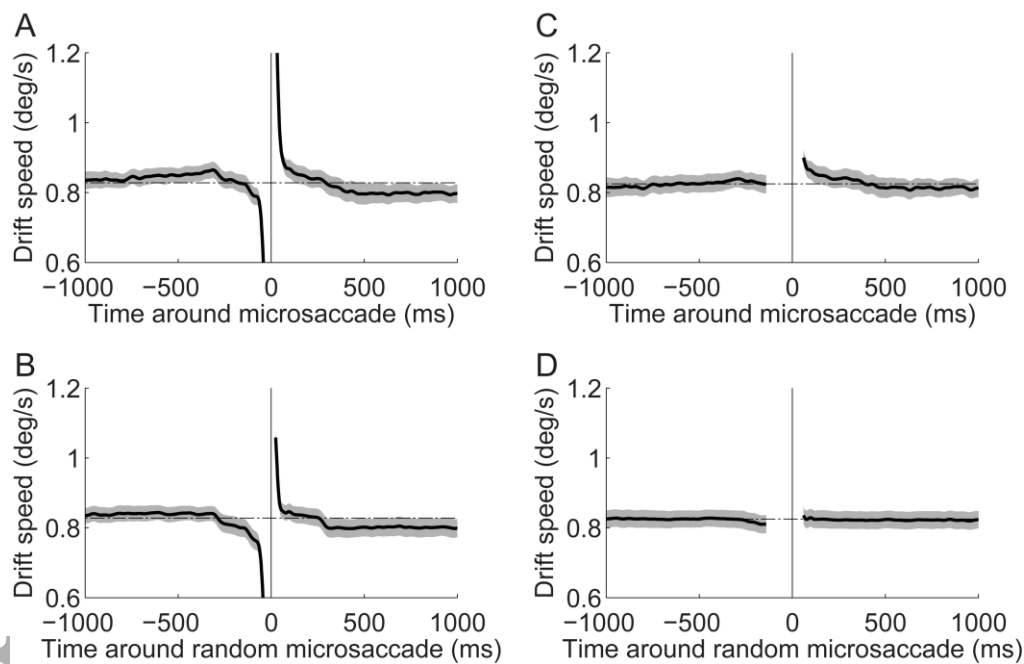 A
Drift speed (deg/s)
1.2
1
0.8
0.6
−1000 −500 0 500 1000
Time around microsaccade (ms)
C
Drift speed (deg/s)
1.2
1
0.8
0.6
−1000 −500 0 500 1000
Time around microsaccade (ms)
B
Drift speed (deg/s)
1.2
1
0.8
0.6
−1000 −500 0 500 1000
Time around random microsaccade (ms)
D
Drift speed (deg/s)
1.2
1
0.8
0.6
−1000 −500 0 500 1000
Time around random microsaccade (ms)